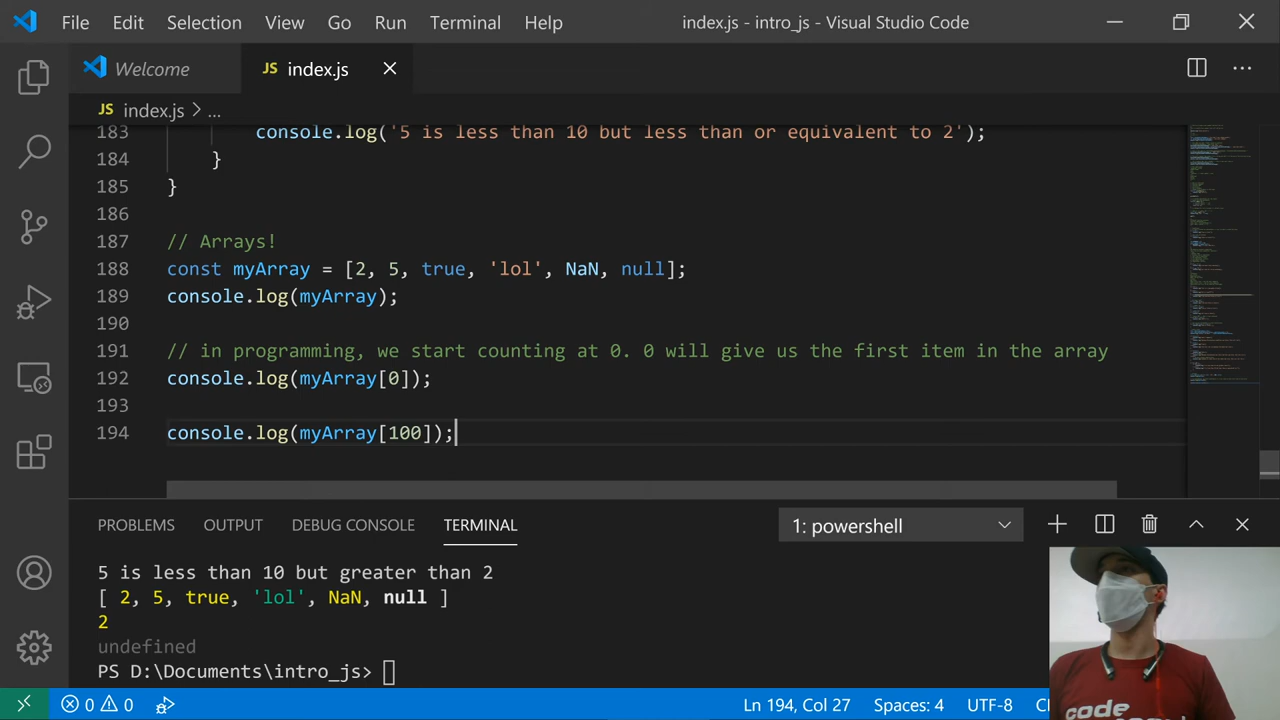 File Edit Selection View Go Run Terminal Help index.js - intro_js - Visual Studio Code
Welcome JS index.js
JS index.js > ...
183 console.log('5 is less than 10 but less than or equivalent to 2');
184 }
185 }
186
187 // Arrays!
188 const myArray = [2, 5, true, 'lol', NaN, null];
189 console.log(myArray);
190
191 // in programming, we start counting at 0. 0 will give us the first item in the array
192 console.log(myArray[0]);
193
194 console.log(myArray[100]);
PROBLEMS OUTPUT DEBUG CONSOLE TERMINAL 1: powershell
5 is less than 10 but greater than 2
[ 2, 5, true, 'lol', NaN, null ]
2
undefined
PS D:\Documents\intro_js>
code
0 0 Ln 194, Col 27 Spaces: 4 UTF-8